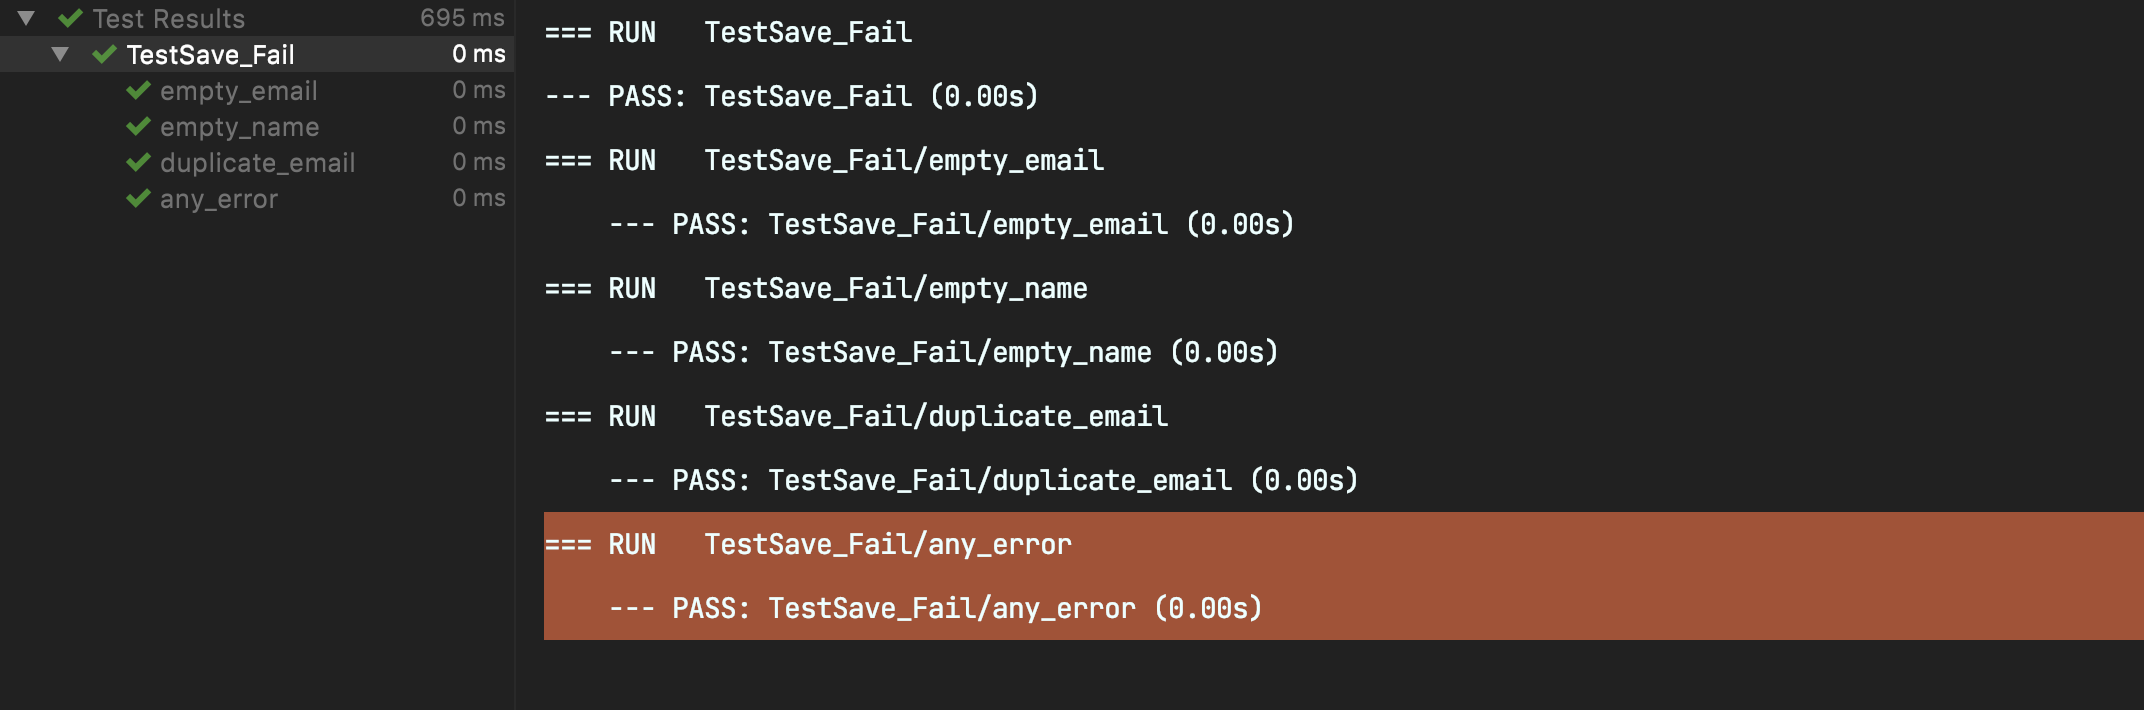 Test Results 695 ms
TestSave_Fail 0 ms
empty_email 0 ms
empty_name 0 ms
duplicate_email 0 ms
any_error 0 ms
=== RUN   TestSave_Fail
--- PASS: TestSave_Fail (0.00s)
=== RUN   TestSave_Fail/empty_email
    --- PASS: TestSave_Fail/empty_email (0.00s)
=== RUN   TestSave_Fail/empty_name
    --- PASS: TestSave_Fail/empty_name (0.00s)
=== RUN   TestSave_Fail/duplicate_email
    --- PASS: TestSave_Fail/duplicate_email (0.00s)
=== RUN   TestSave_Fail/any_error
    --- PASS: TestSave_Fail/any_error (0.00s)